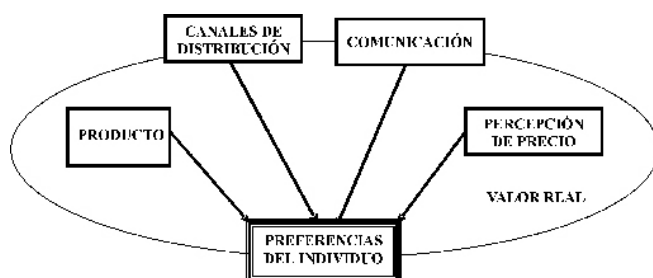 CANALES DE
DISTRIBUCIÓN
COMUNICACIÓN
PRODUCTO
PERCEPCIÓN
DE PRECIO
VALOR REAL
PREFERENCIAS
DEL INDIVIDUO